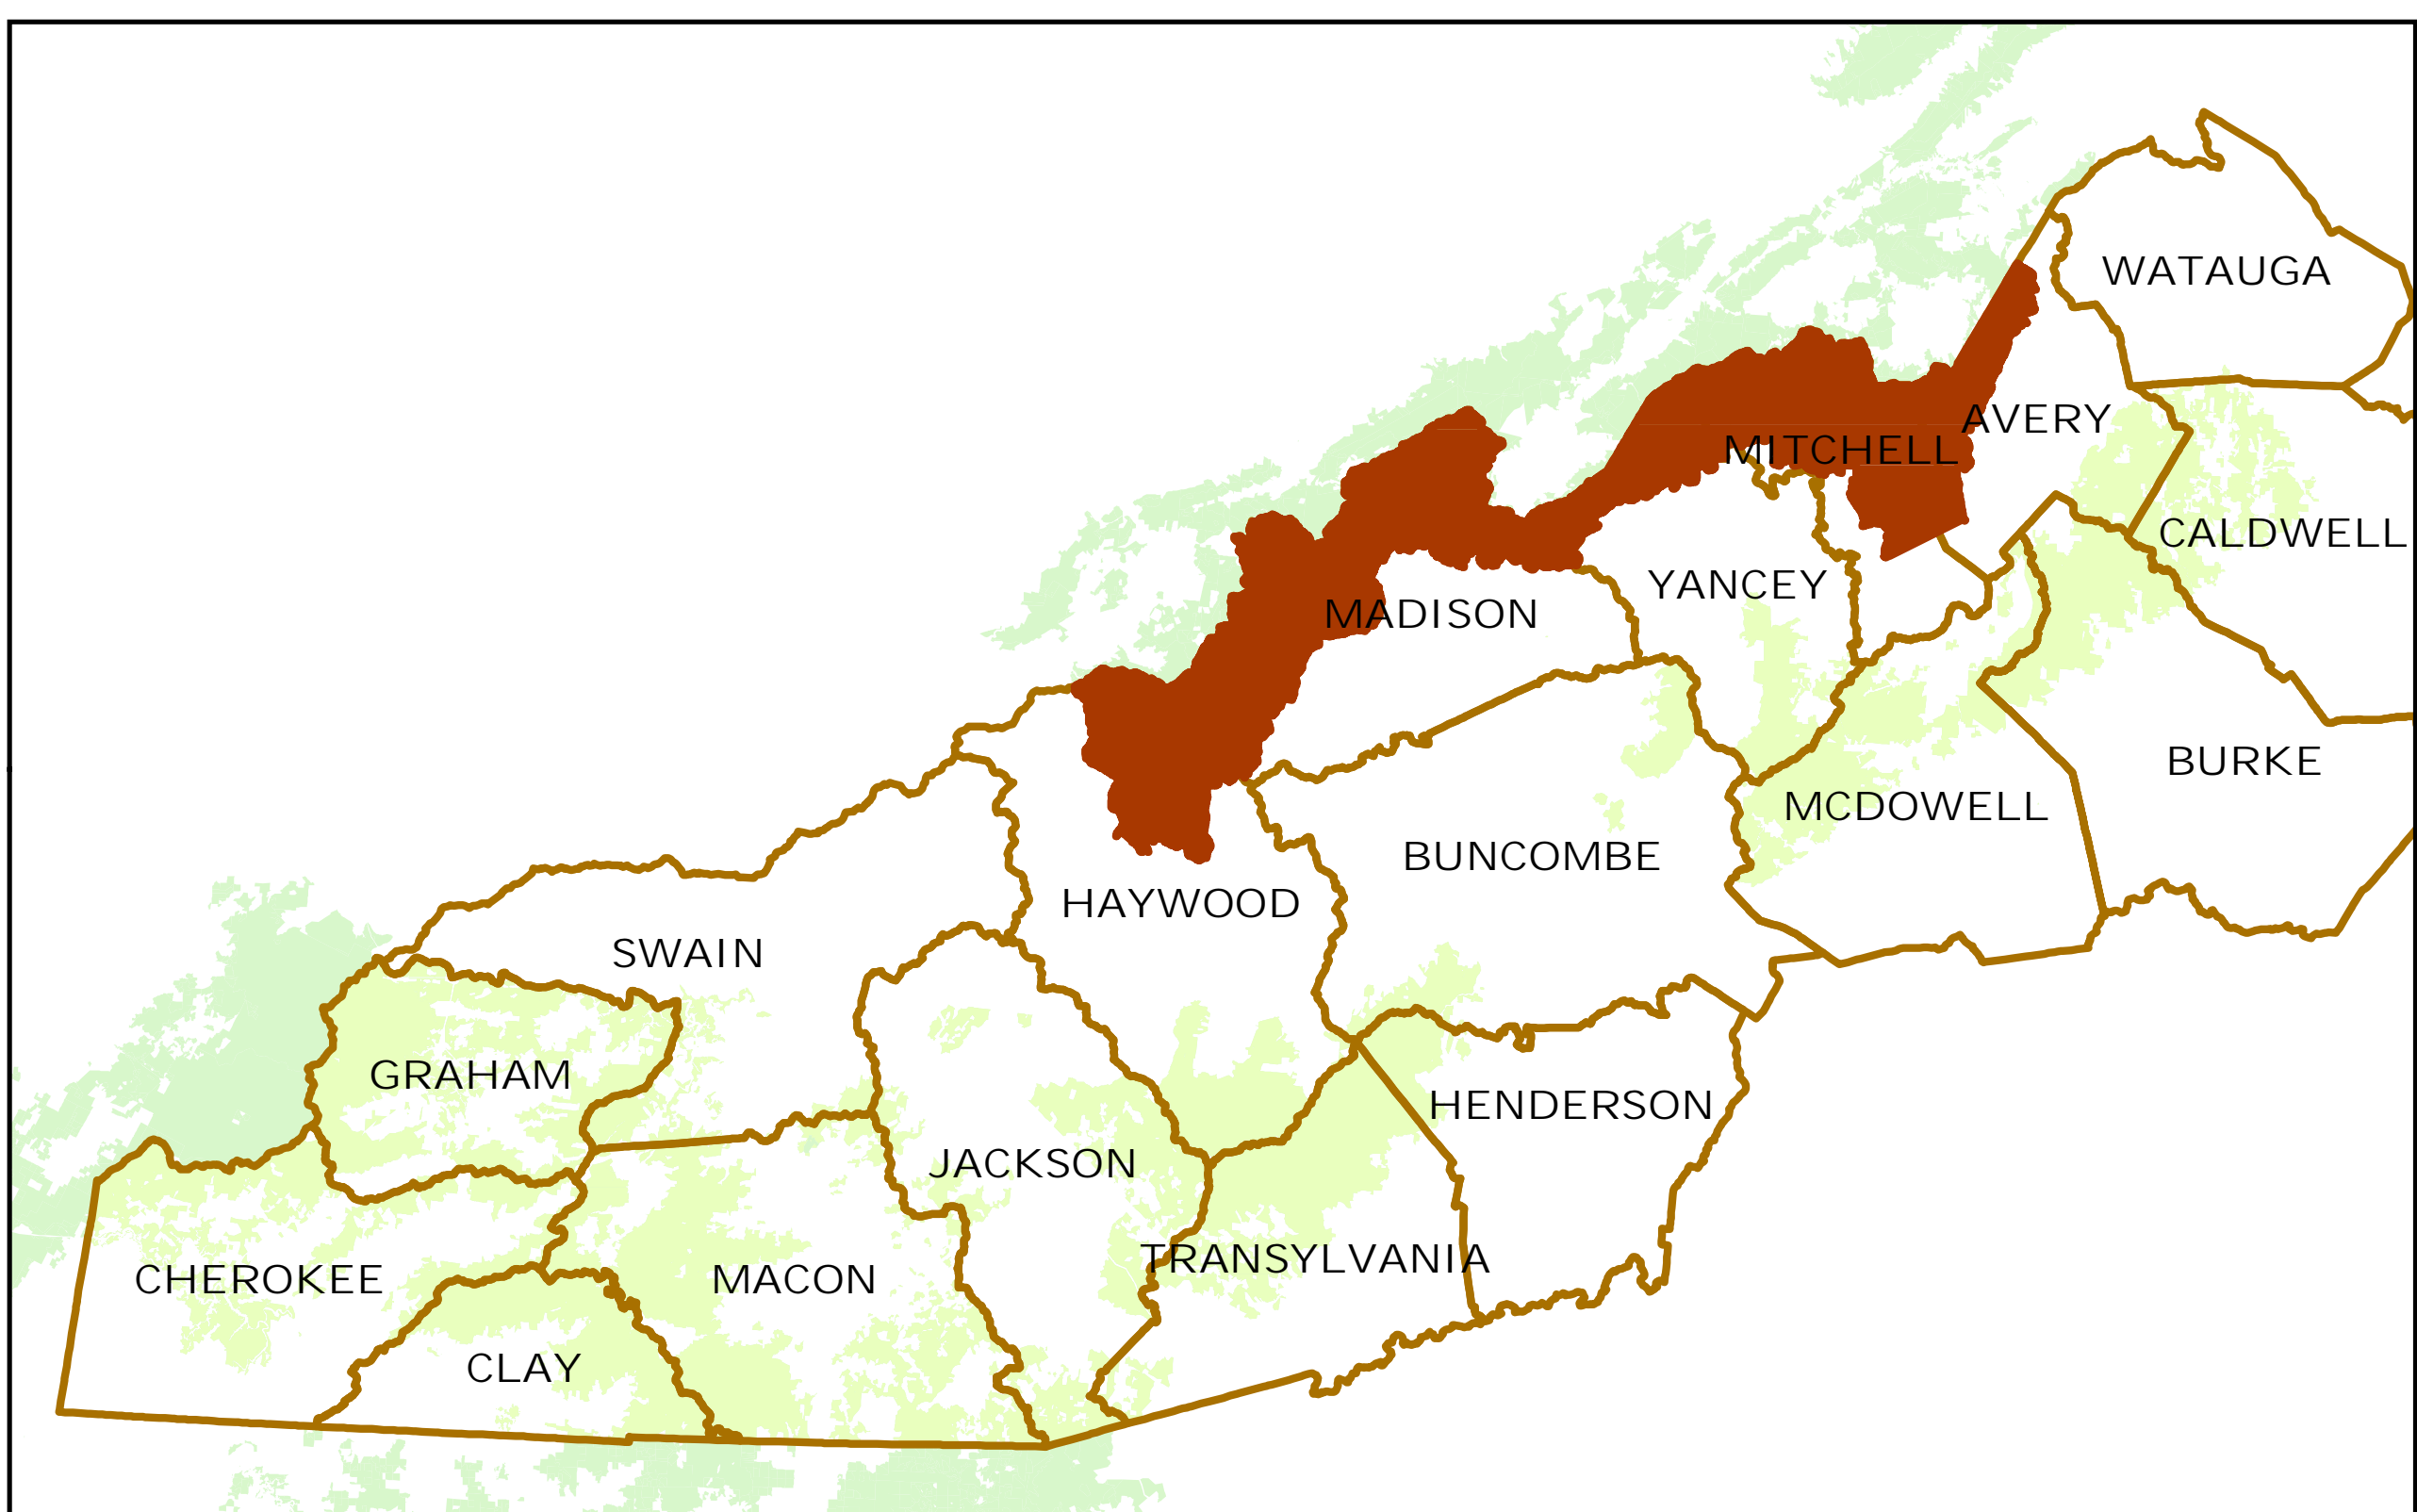 WATAUGA
AVERY
MITCHELL
CALDWELL
YANCEY
MADISON
BURKE
MCDOWELL
BUNCOMBE
HAYWOOD
SWAIN
GRAHAM
HENDERSON
JACKSON
TRANSYLVANIA
CHEROKEE
MACON
CLAY